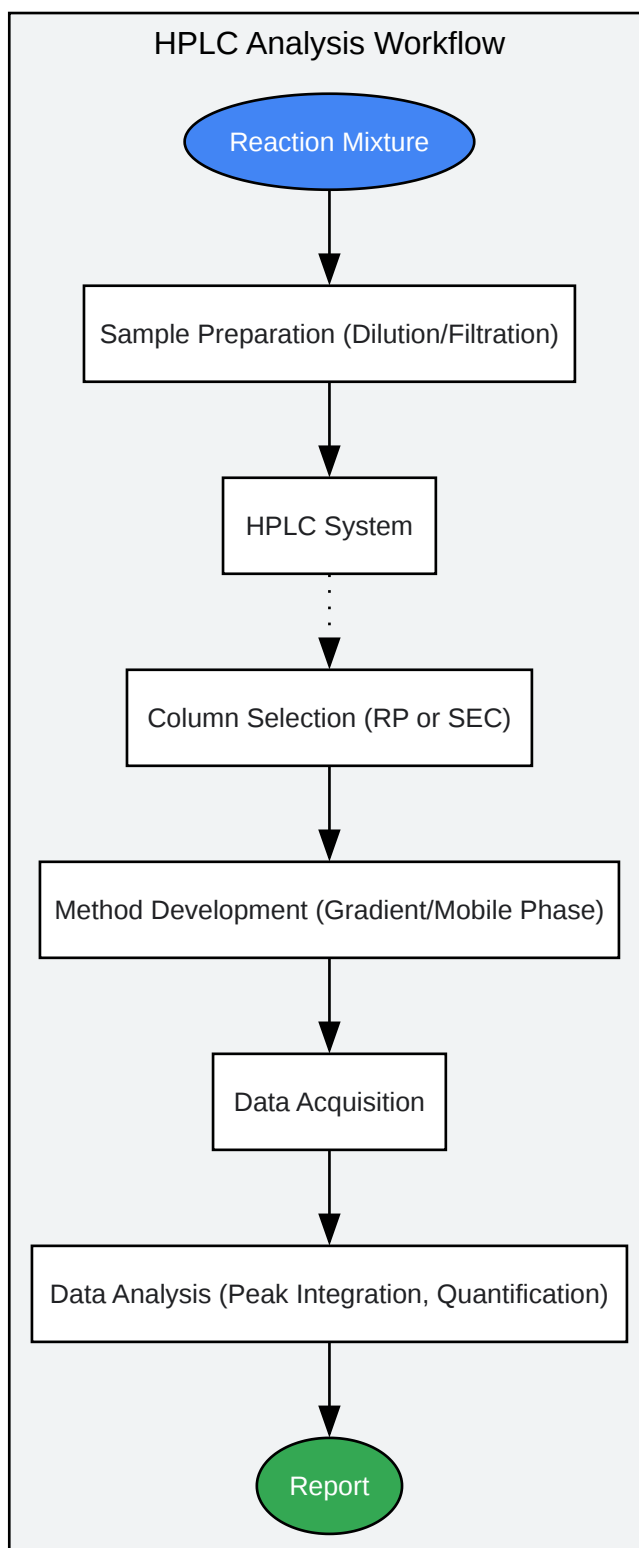 HPLC Analysis Workflow
Reaction Mixture
Sample Preparation (Dilution/Filtration)
HPLC System
Column Selection (RP or SEC)
Method Development (Gradient/Mobile Phase)
Data Acquisition
Data Analysis (Peak Integration, Quantification)
Report